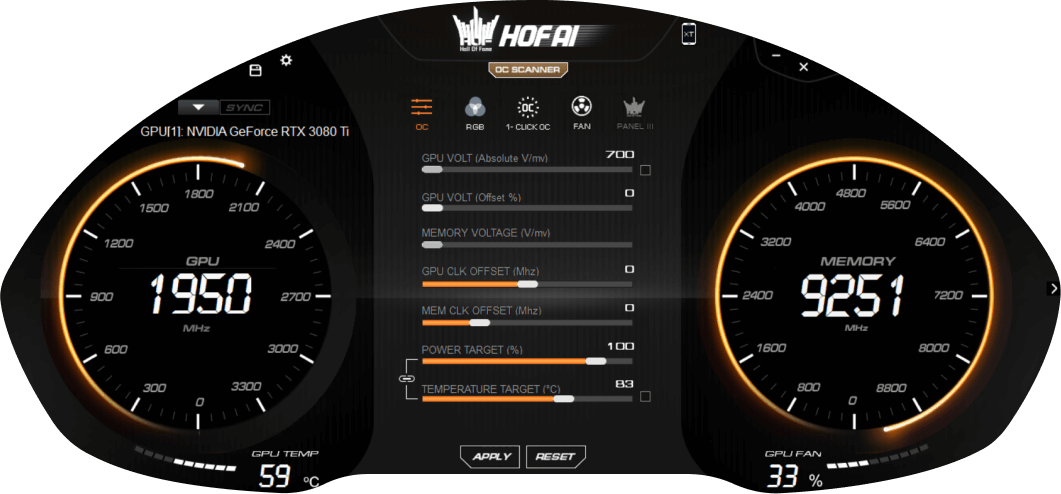 HOF
Hall Of Fame
HOF AI
XT
OC SCANNER
SYNC
GPU[1]: NVIDIA GeForce RTX 3080 Ti
OC
RGB
OC
1- CLICK OC
FAN
PANEL III
GPU VOLT (Absolute V/mv) 700
GPU VOLT (Offset %) 0
MEMORY VOLTAGE (V/mv)
GPU CLK OFFSET (Mhz) 0
MEM CLK OFFSET (Mhz) 0
POWER TARGET (%) 100
TEMPERATURE TARGET (°C) 83
APPLY RESET
0
300
600
900
1200
1500
1800
2100
2400
2700
3000
3300
GPU
1950
MHz
GPU TEMP
59 °C
0
800
1600
2400
3200
4000
4800
5600
6400
7200
8000
8800
MEMORY
9251
MHz
GPU FAN
33 %